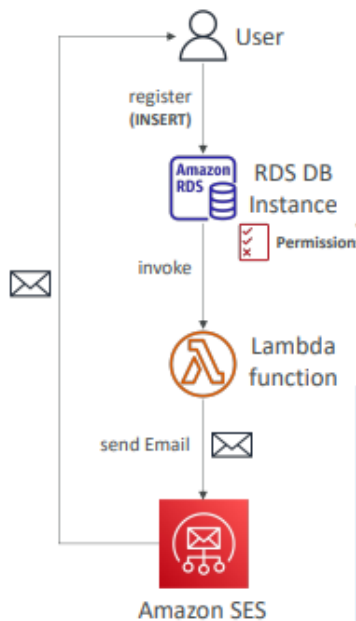 User
register
(INSERT)
Amazon
RDS
RDS DB
Instance
Permission
invoke
Lambda
function
send Email
Amazon SES